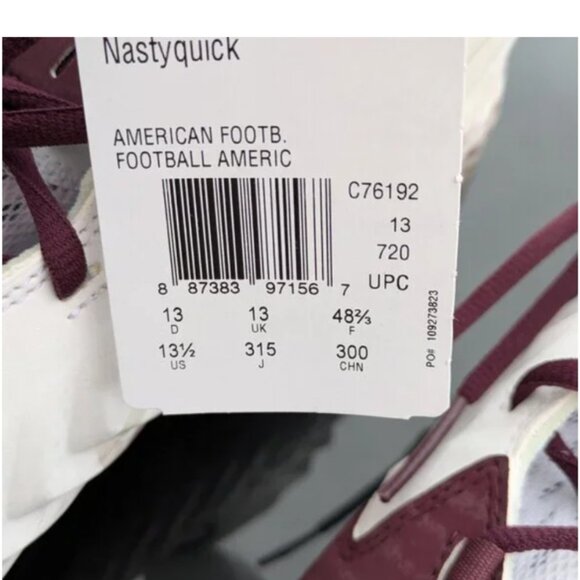 Nastyquick
AMERICAN FOOTB.
FOOTBALL AMERIC
C76192
13
720
UPC
8 87383 97156 7
13 13 48⅔
D UK F
13½ 315 300
US J CHN
PO# 109273823